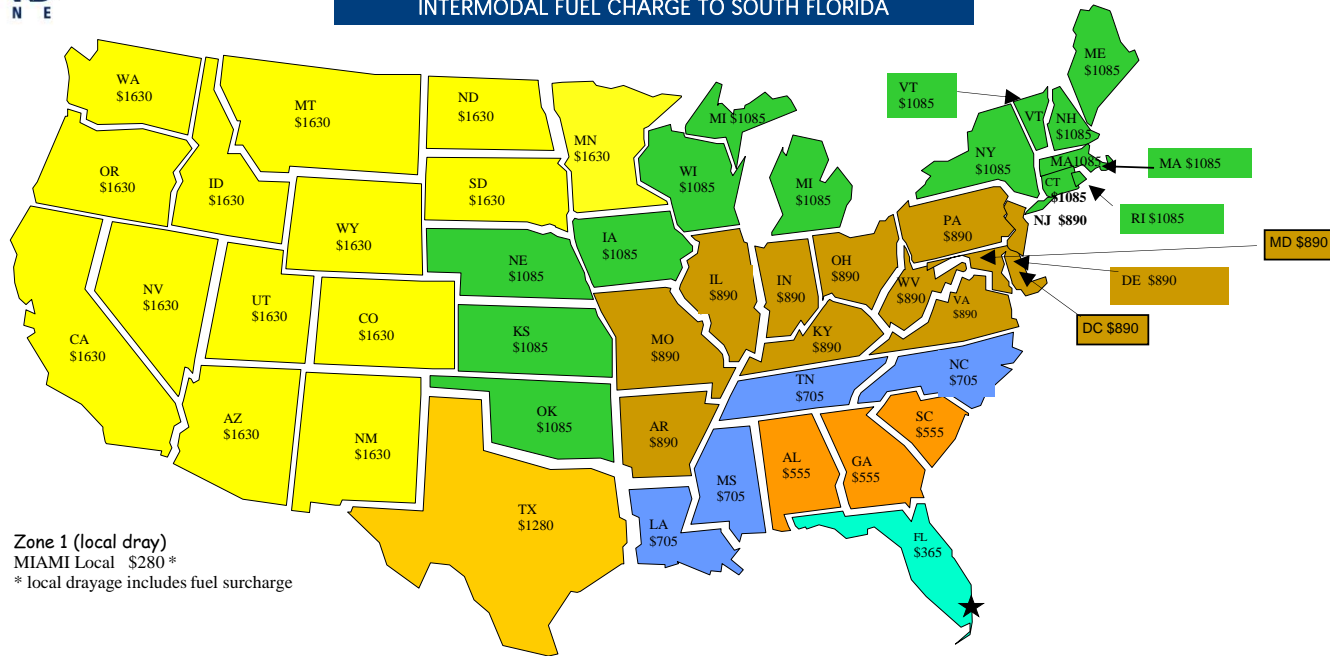 N E
INTERMODAL FUEL CHARGE TO SOUTH FLORIDA
WA
$1630
MT
$1630
ND
$1630
MN
$1630
OR
$1630
ID
$1630
SD
$1630
WY
$1630
NV
$1630
UT
$1630
CO
$1630
CA
$1630
AZ
$1630
NM
$1630
MI $1085
WI
$1085
MI
$1085
IA
$1085
NE
$1085
KS
$1085
OK
$1085
VT
$1085
ME
$1085
VT
NH
$1085
NY
$1085
MA1085
MA $1085
CT
$1085
RI $1085
NJ $890
PA
$890
MD $890
DE $890
DC $890
OH
$890
IN
$890
IL
$890
WV
$890
VA
$890
KY
$890
MO
$890
AR
$890
TN
$705
NC
$705
MS
$705
LA
$705
SC
$555
AL
$555
GA
$555
TX
$1280
FL
$365
Zone 1 (local dray)
MIAMI Local $280 *
* local drayage includes fuel surcharge